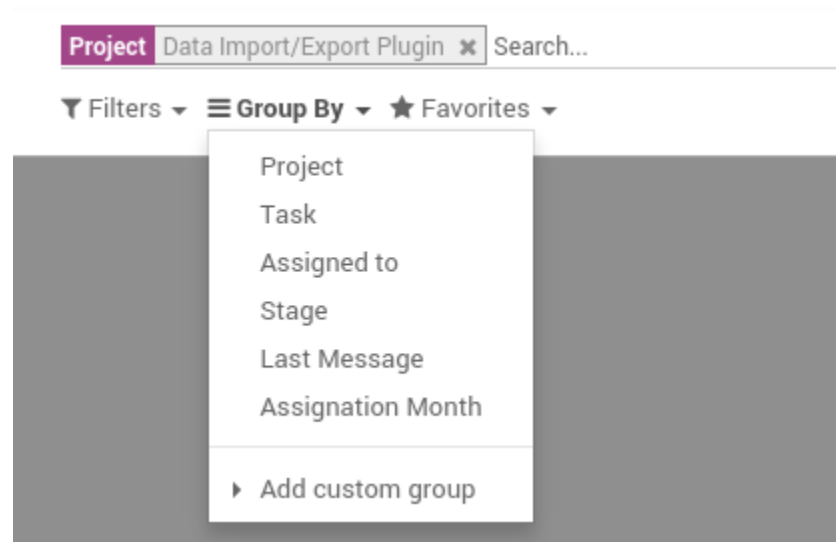 Project Data Import/Export Plugin Search...
Filters Group By Favorites
Project
Task
Assigned to
Stage
Last Message
Assignation Month
Add custom group